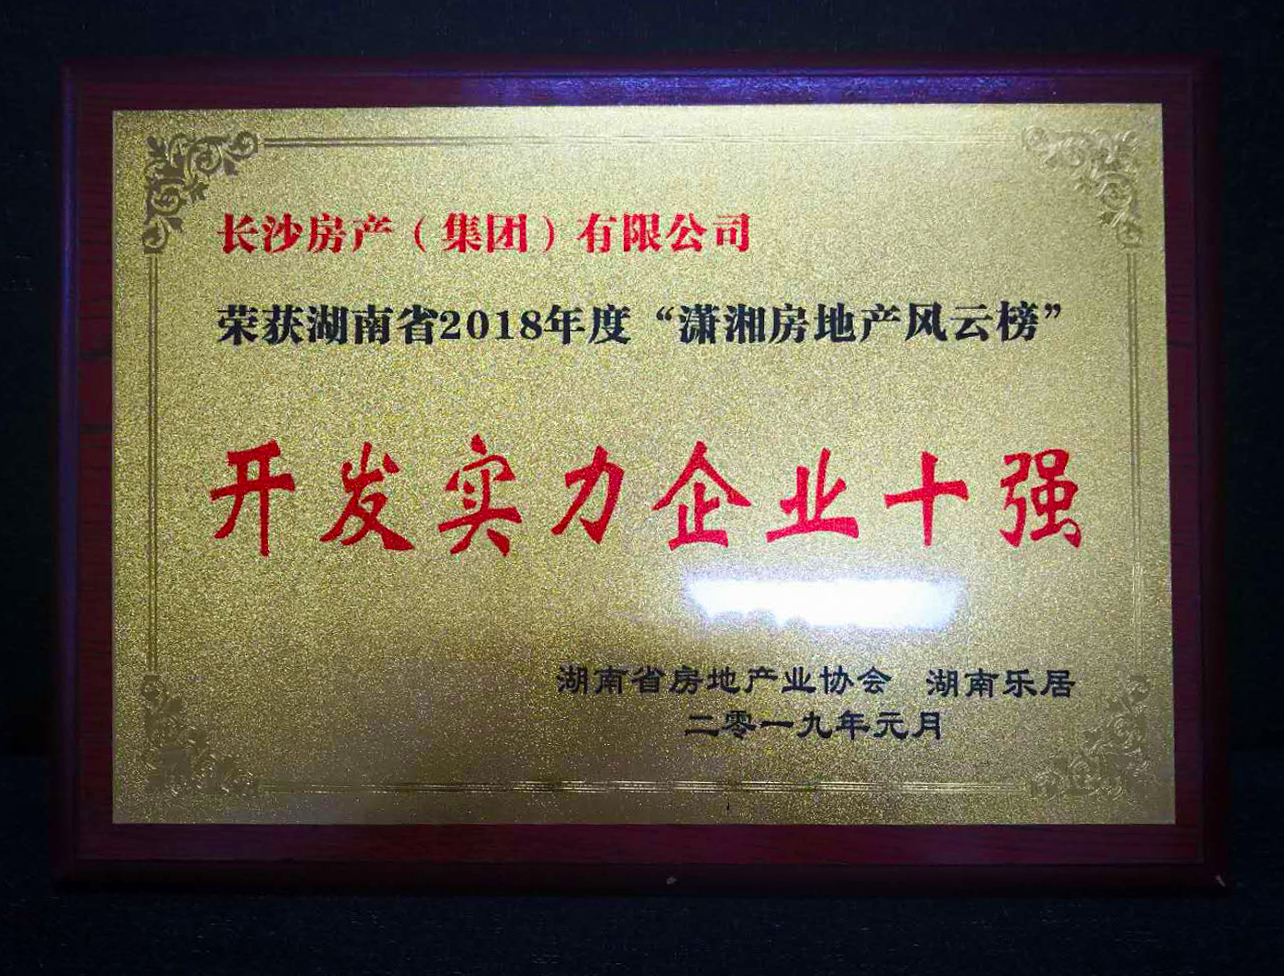 长沙房产（集团）有限公司
荣获湖南省2018年度“潇湘房地产风云榜”
开发实力企业十强
湖南省房地产业协会 湖南乐居
二零一九年元月